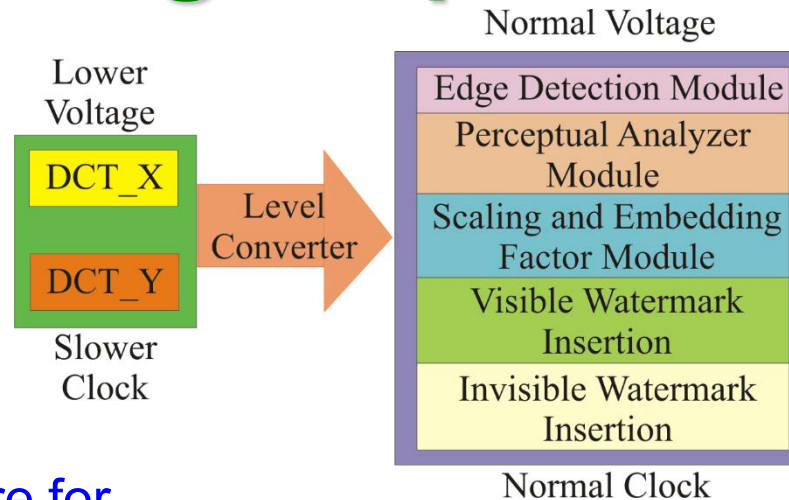 Normal Voltage
Lower
Voltage
DCT_X
DCT_Y
Slower
Clock
Level
Converter
Edge Detection Module
Perceptual Analyzer
Module
Scaling and Embedding
Factor Module
Visible Watermark
Insertion
Invisible Watermark
Insertion
Normal Clock
for